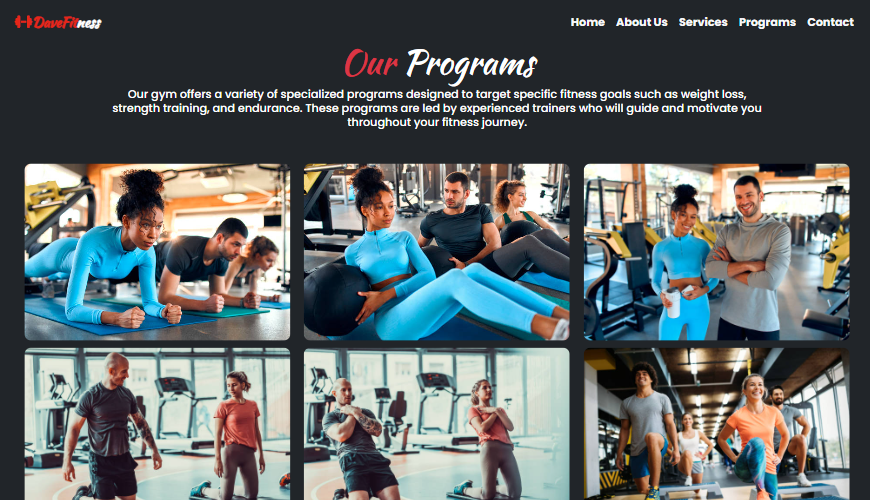 DaveFitness
Home About Us Services Programs Contact
Our Programs
Our gym offers a variety of specialized programs designed to target specific fitness goals such as weight loss,
strength training, and endurance. These programs are led by experienced trainers who will guide and motivate you
throughout your fitness journey.